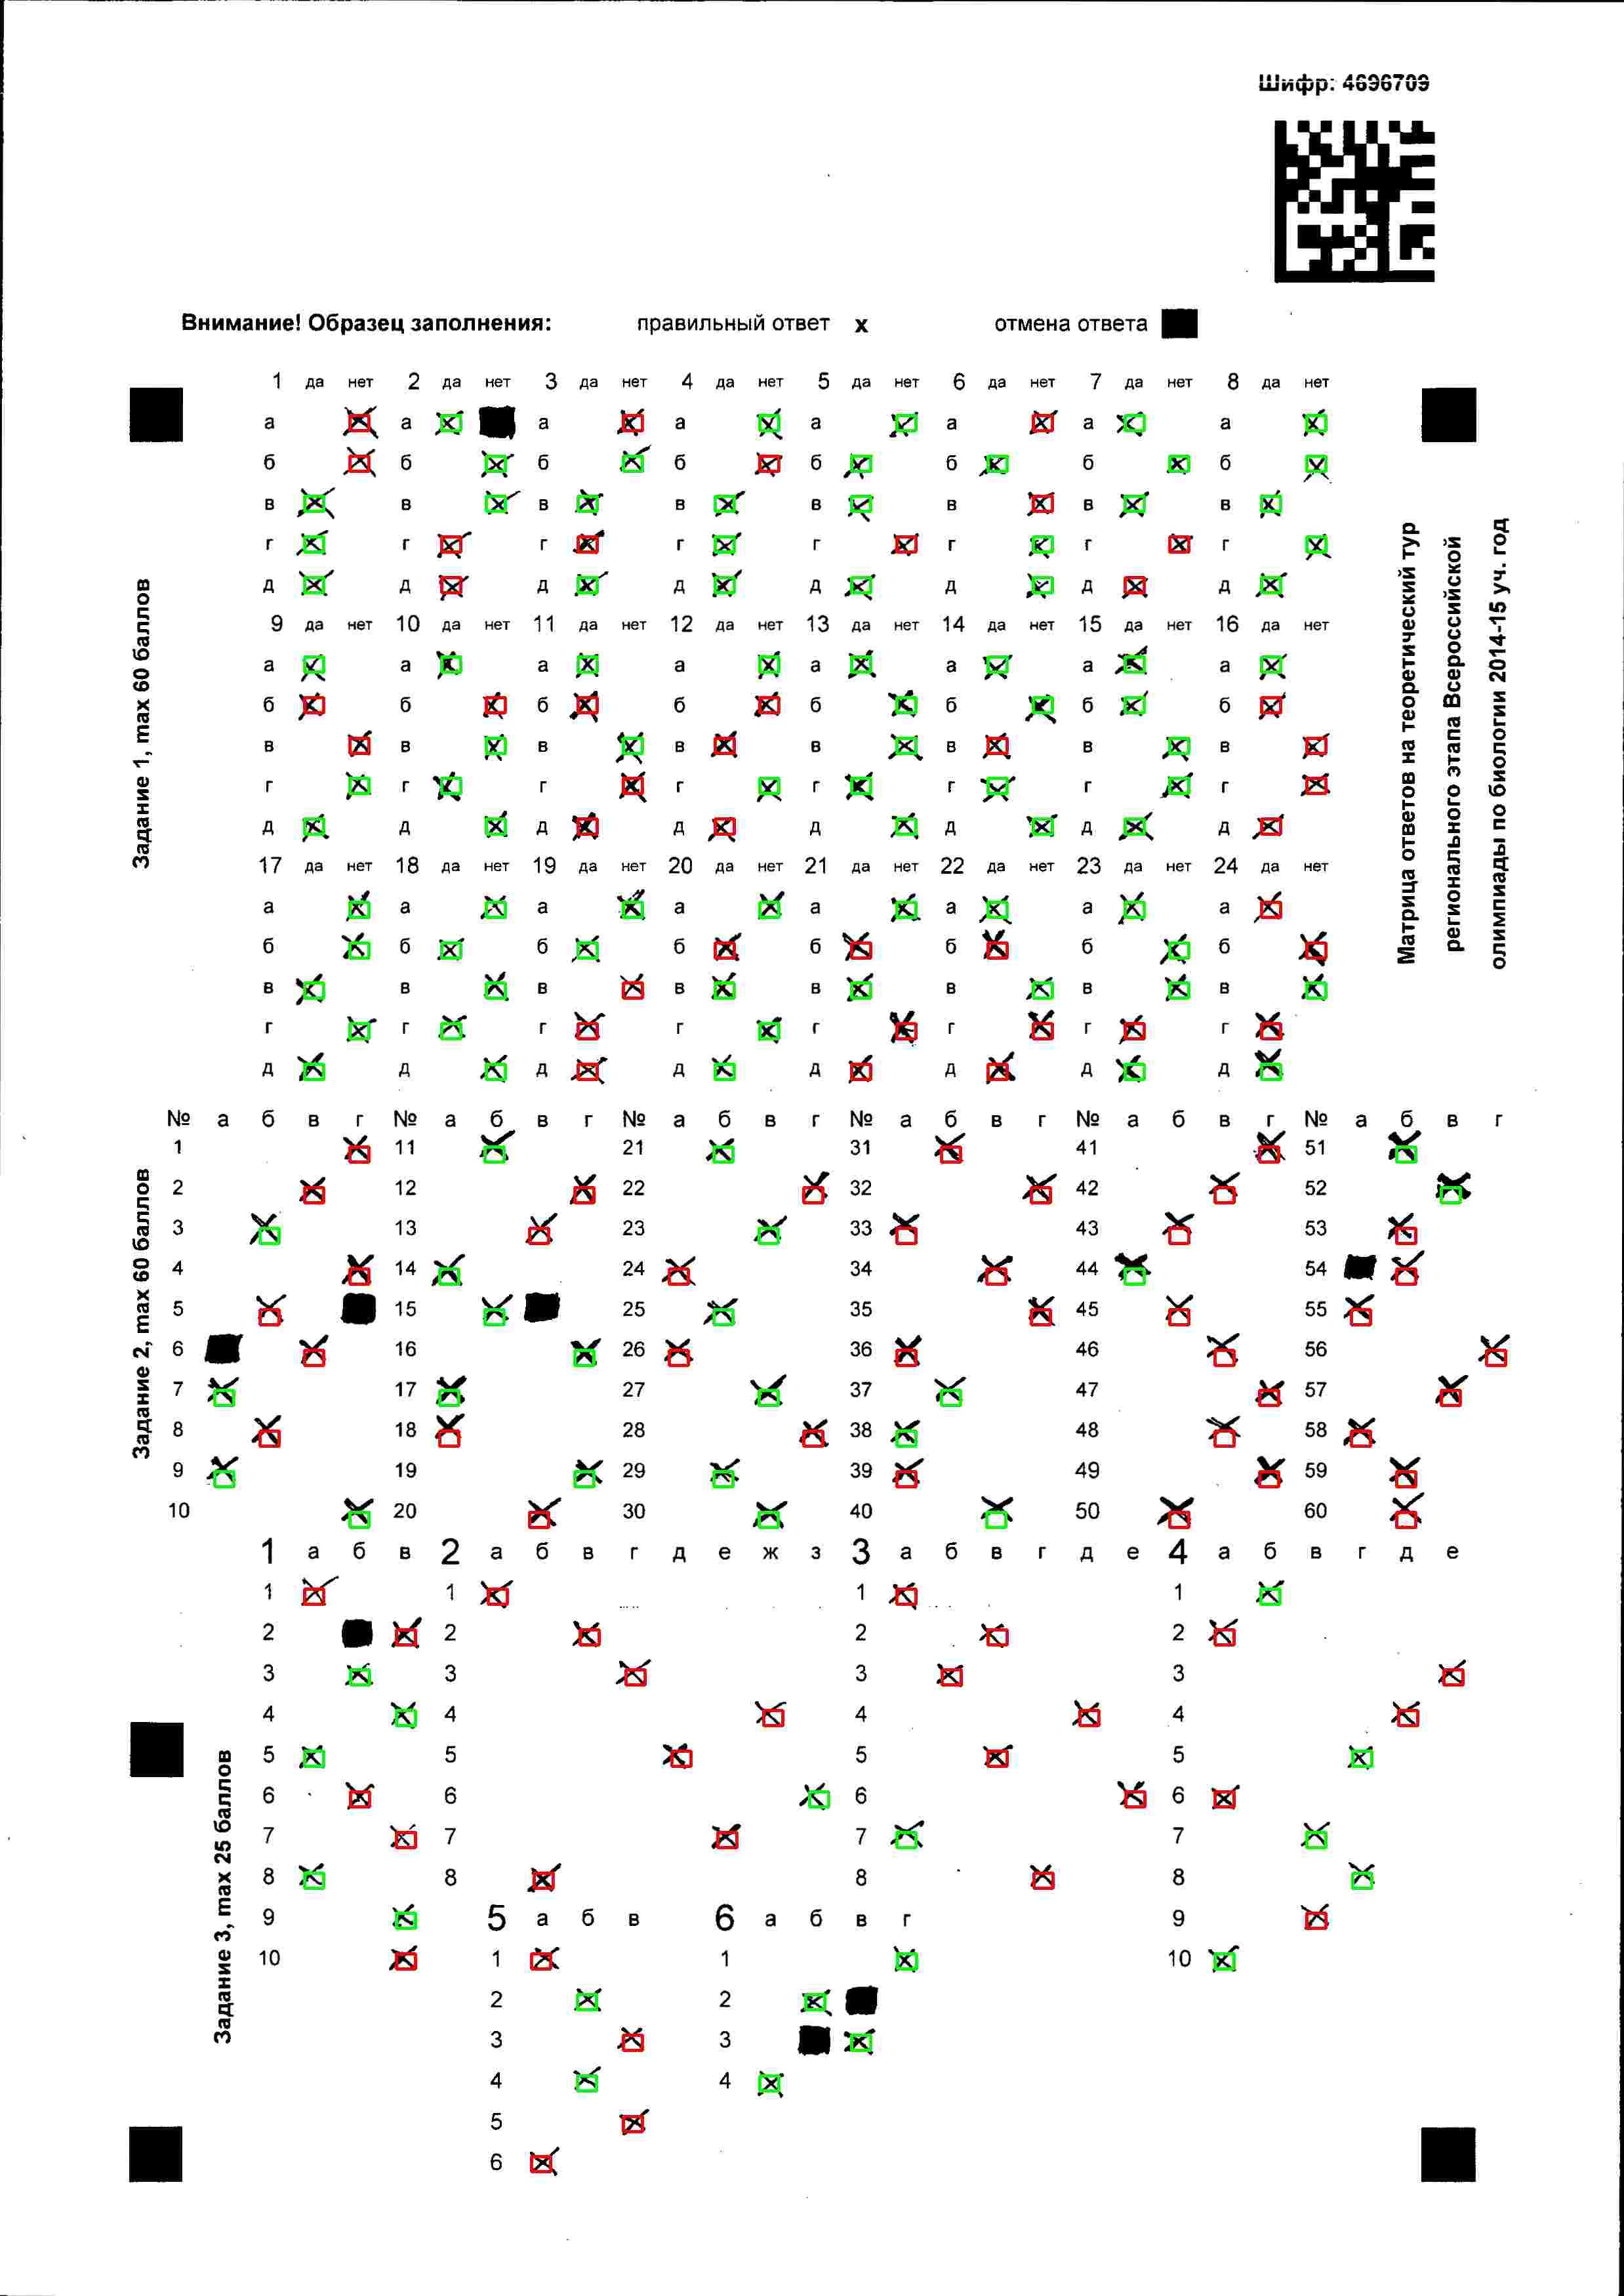 Шифр: 4696709
Внимание! Образец заполнения: правильный ответ х отмена ответа
Матрица ответов на теоретический тур
регионального этапа Всероссийской
олимпиады по биологии 2014-15 уч. год
Задание 1, max 60 баллов
1 да нет 2 да нет 3 да нет 4 да нет 5 да нет 6 да нет 7 да нет 8 да нет
а а а а а а а а
б б б б б б б б
в в в в в в в в
г г г г г г г г
д д д д д д д д
9 да нет 10 да нет 11 да нет 12 да нет 13 да нет 14 да нет 15 да нет 16 да нет
а а а а а а а а
б б б б б б б б
в в в в в в в в
г г г г г г г г
д д д д д д д д
17 да нет 18 да нет 19 да нет 20 да нет 21 да нет 22 да нет 23 да нет 24 да нет
а а а а а а а а
б б б б б б б б
в в в в в в в в
г г г г г г г г
д д д д д д д д
Задание 2, max 60 баллов
№ а б в г № а б в г № а б в г № а б в г № а б в г № а б в г
1 11 21 31 41 51
2 12 22 32 42 52
3 13 23 33 43 53
4 14 24 34 44 54
5 15 25 35 45 55
6 16 26 36 46 56
7 17 27 37 47 57
8 18 28 38 48 58
9 19 29 39 49 59
10 20 30 40 50 60
Задание 3, max 25 баллов
1 а б в 2 а б в г д е ж з 3 а б в г д е 4 а б в г д е
1 1 1 1
2 2 2 2
3 3 3 3
4 4 4 4
5 5 5 5
6 6 6 6
7 7 7 7
8 8 8 8
9 5 а б в 6 а б в г 9
10 1 1 10
2 2
3 3
4 4
5
6